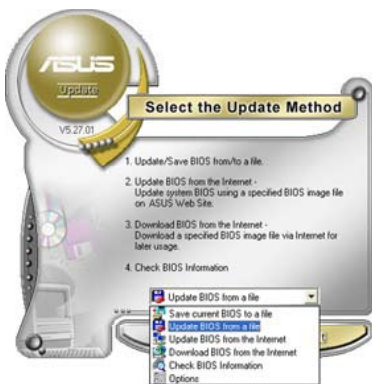 ASUS
Update
V5.27.01
Select the Update Method
1. Update/Save BIOS from/to a file.
2. Update BIOS from the Internet -
Update system BIOS using a specified BIOS image file
on ASUS Web Site.
3. Download BIOS from the Internet -
Download a specified BIOS image file via Internet for
later usage.
4. Check BIOS Information
Update BIOS from a file
Save current BIOS to a file
Update BIOS from a file
Update BIOS from the Internet
Download BIOS from the Internet
Check BIOS Information
Options